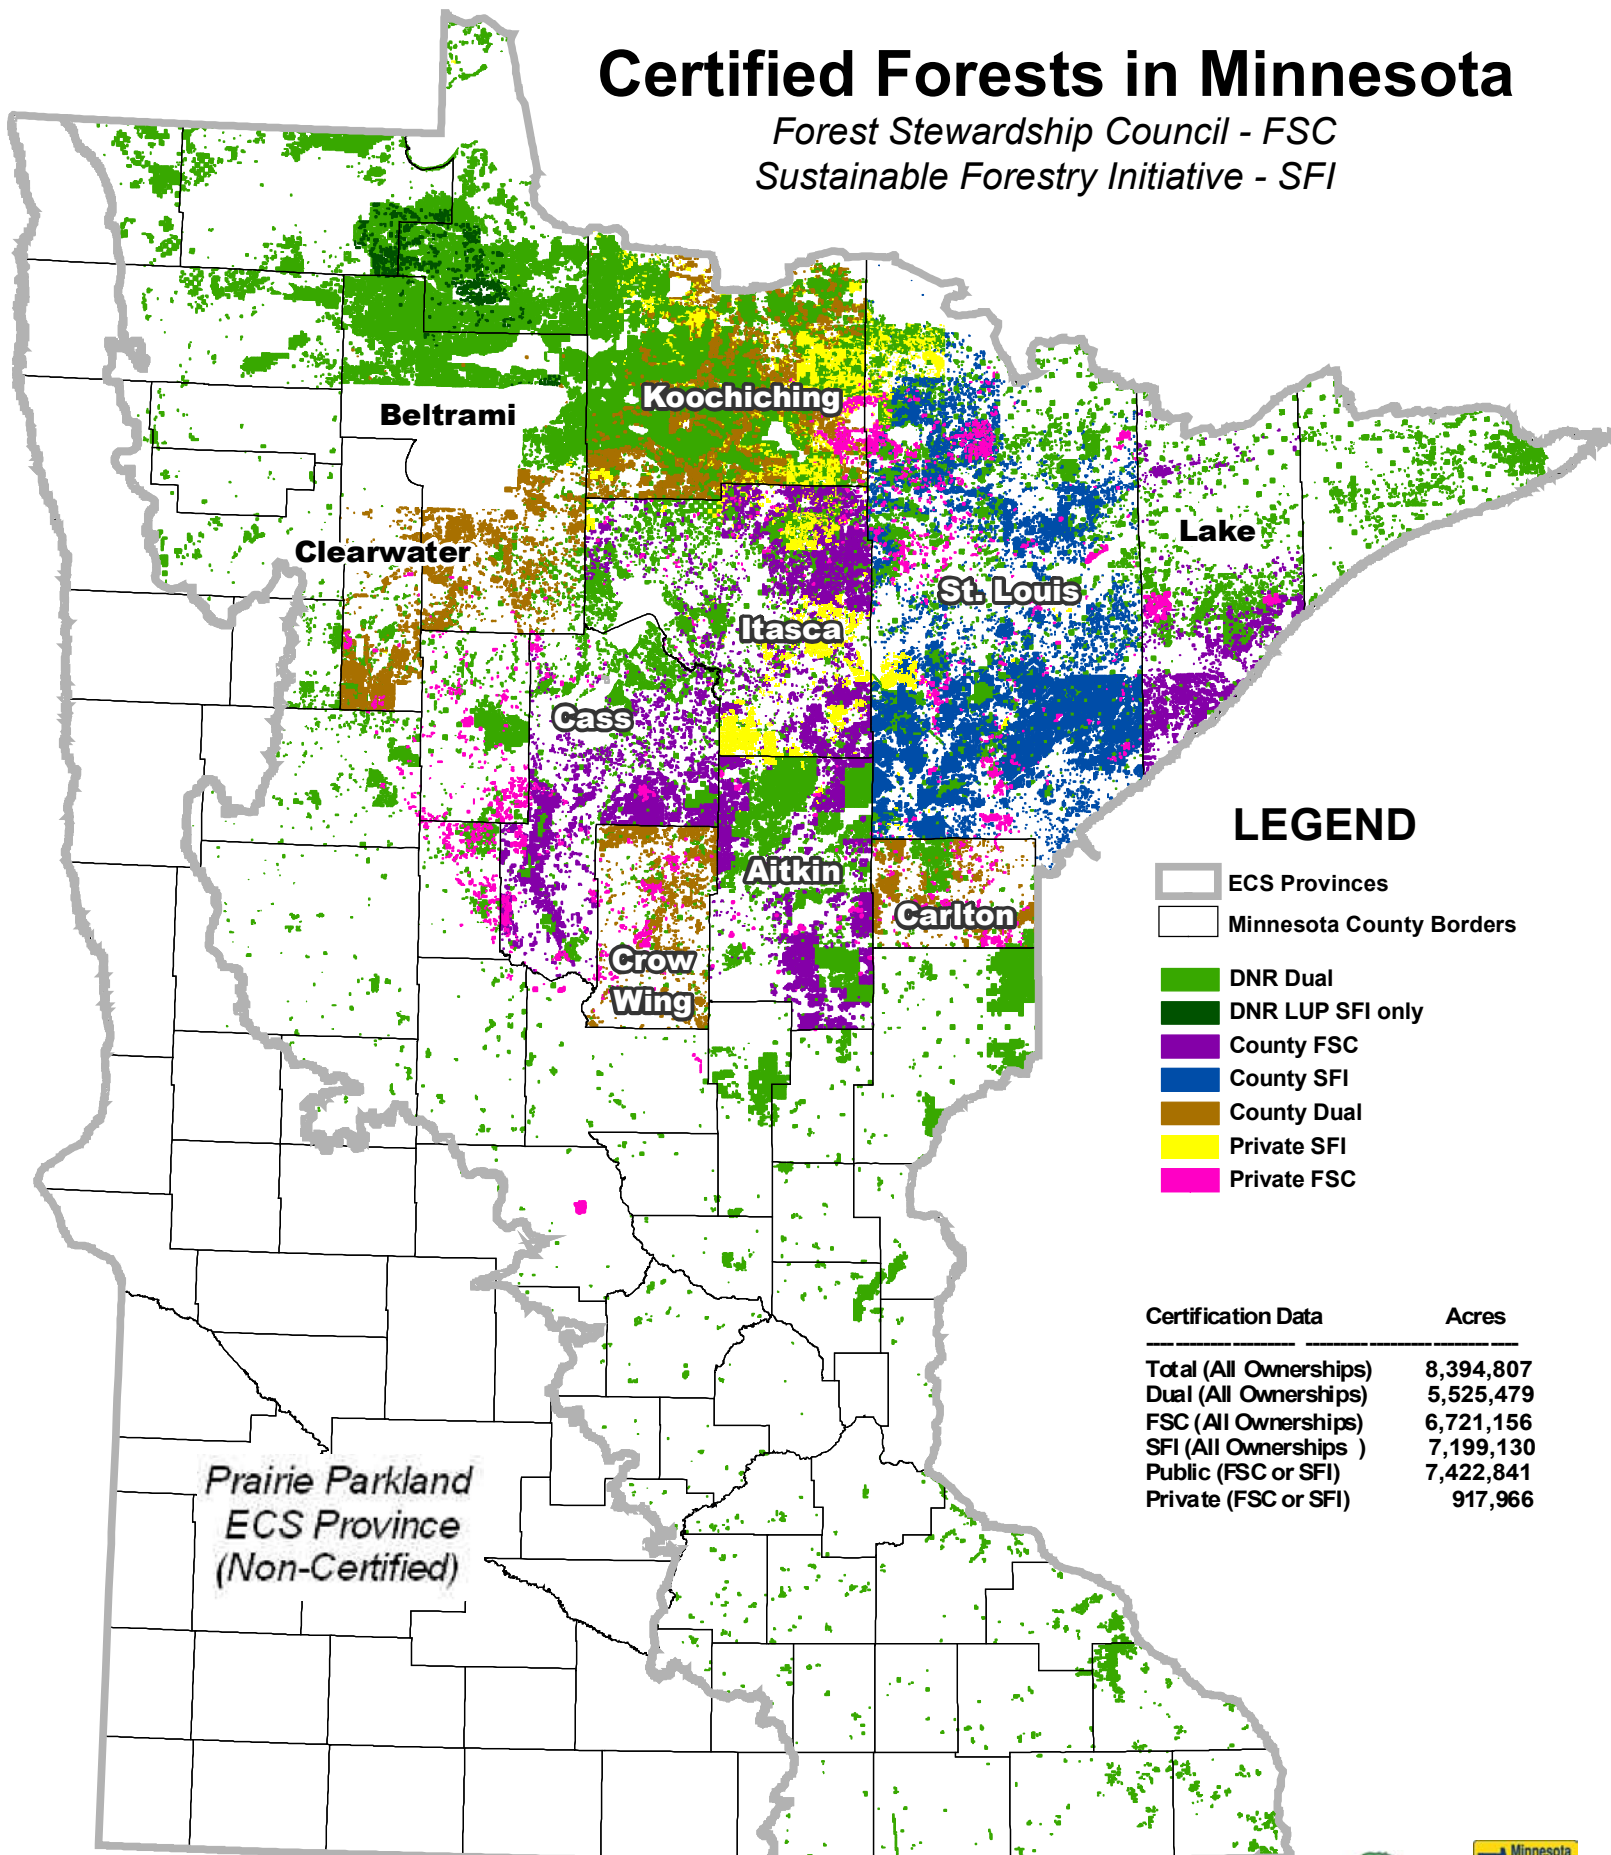 Certified Forests in Minnesota
Forest Stewardship Council - FSC
Sustainable Forestry Initiative - SFI
Koochiching
Beltrami
Lake
Clearwater
St. Louis
Itasca
Cass
Aitkin
Carlton
Crow
Wing
LEGEND
ECS Provinces
Minnesota County Borders
DNR Dual
DNR LUP SFI only
County FSC
County SFI
County Dual
Private SFI
Private FSC
Certification Data Acres
Total (All Ownerships) 8,394,807
Dual (All Ownerships) 5,525,479
FSC (All Ownerships) 6,721,156
SFI (All Ownerships ) 7,199,130
Public (FSC or SFI) 7,422,841
Private (FSC or SFI) 917,966
Prairie Parkland
ECS Province
(Non-Certified)
Minnesota